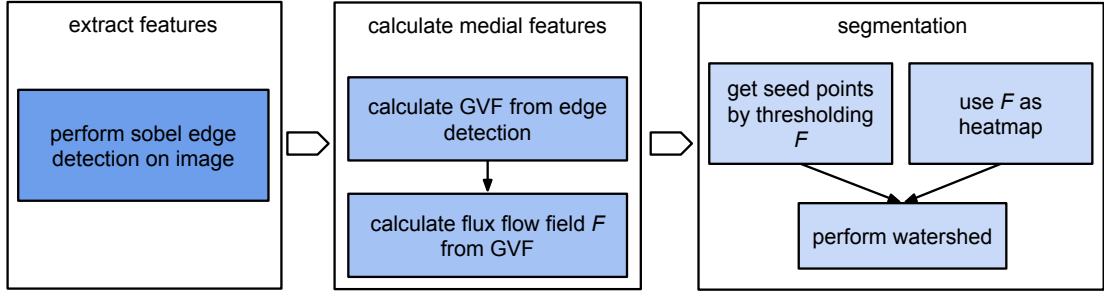 extract features
perform sobel edge
detection on image
calculate medial features
calculate GVF from edge
detection
calculate flux flow field F
from GVF
segmentation
get seed points
by thresholding
F
use F as
heatmap
perform watershed